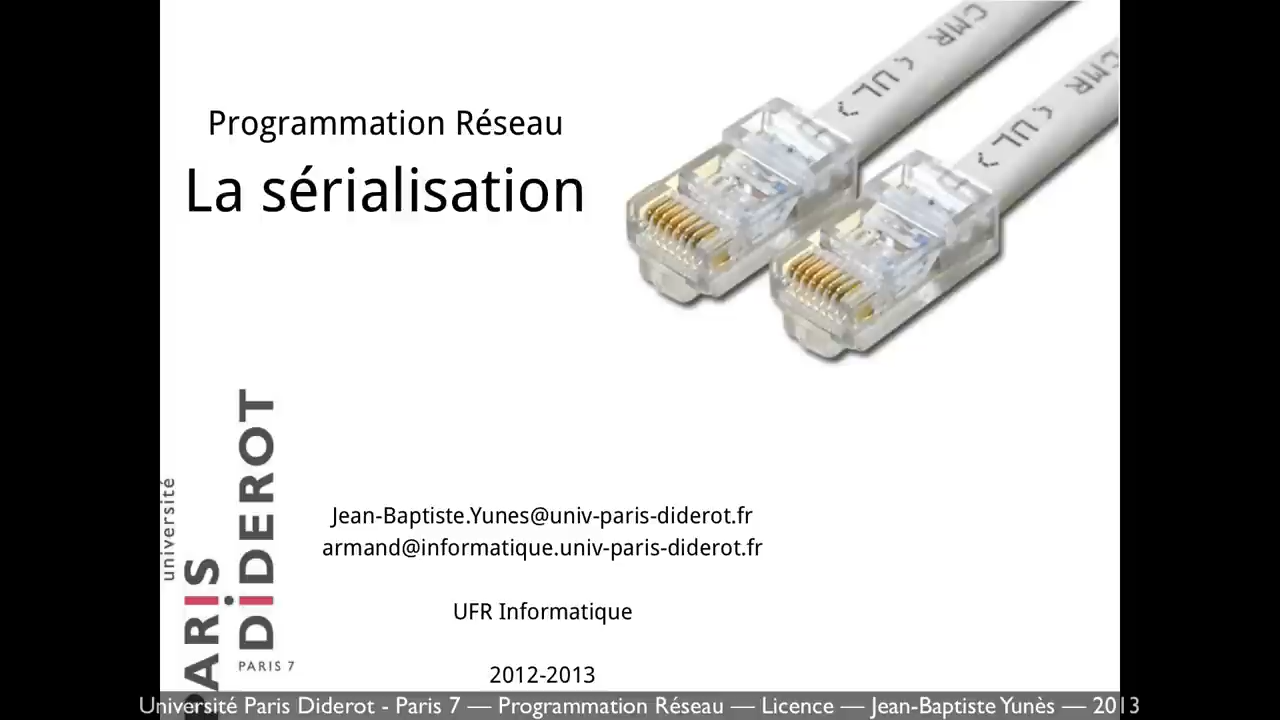 Programmation Réseau
La sérialisation
CMR
(UL)
CMR
(UL)
université
PARIS
DIDEROT
PARIS 7
Jean-Baptiste.Yunes@univ-paris-diderot.fr
armand@informatique.univ-paris-diderot.fr
UFR Informatique
2012-2013
Université Paris Diderot - Paris 7 — Programmation Réseau — Licence — Jean-Baptiste Yunès — 2013